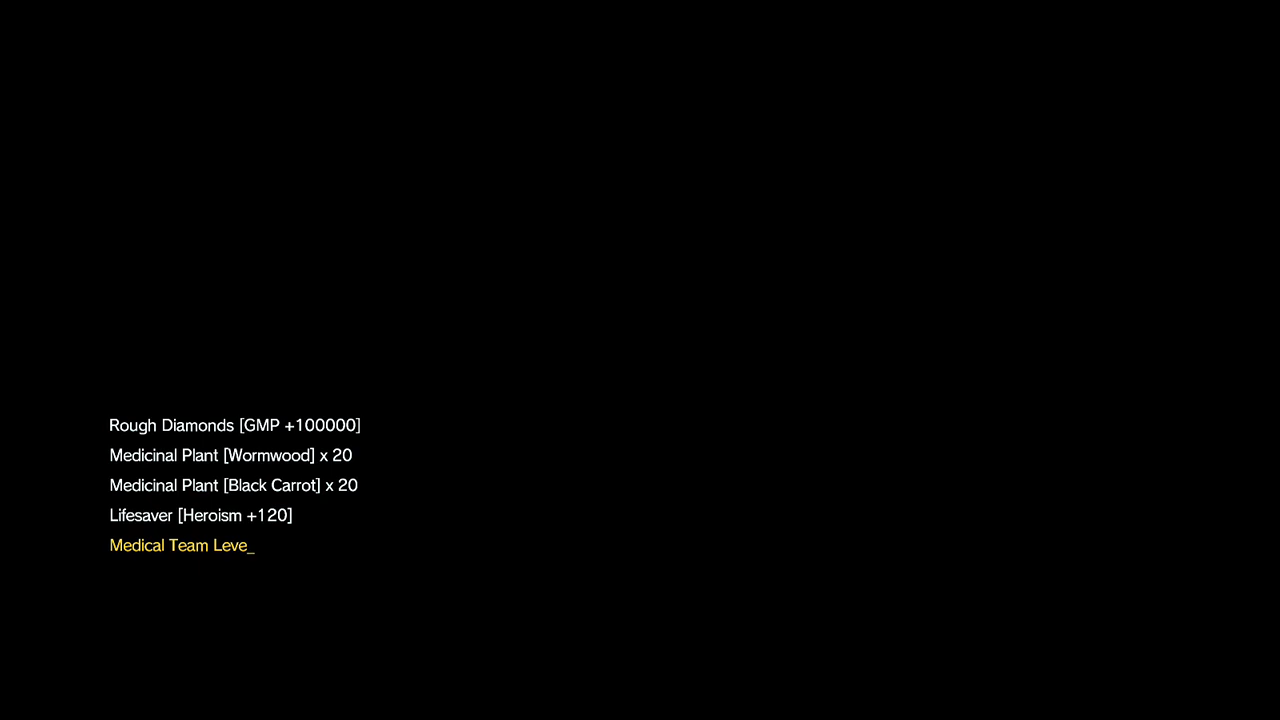 Rough Diamonds [GMP +100000]
Medicinal Plant [Wormwood] x 20
Medicinal Plant [Black Carrot] x 20
Lifesaver [Heroism +120]
Medical Team Leve_